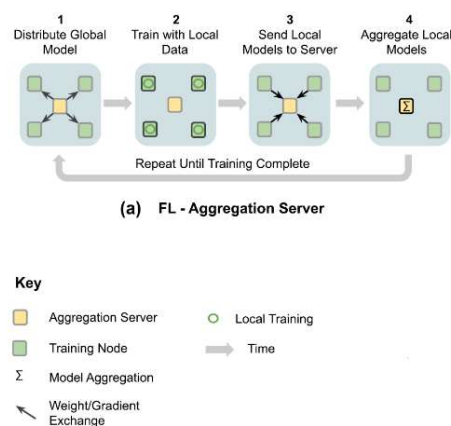 1
Distribute Global
Model
2
Train with Local
Data
3
Send Local
Models to Server
4
Aggregate Local
Models
Σ
Repeat Until Training Complete
(a) FL - Aggregation Server
Key
Aggregation Server
Local Training
Training Node
Time
Σ Model Aggregation
Weight/Gradient
Exchange